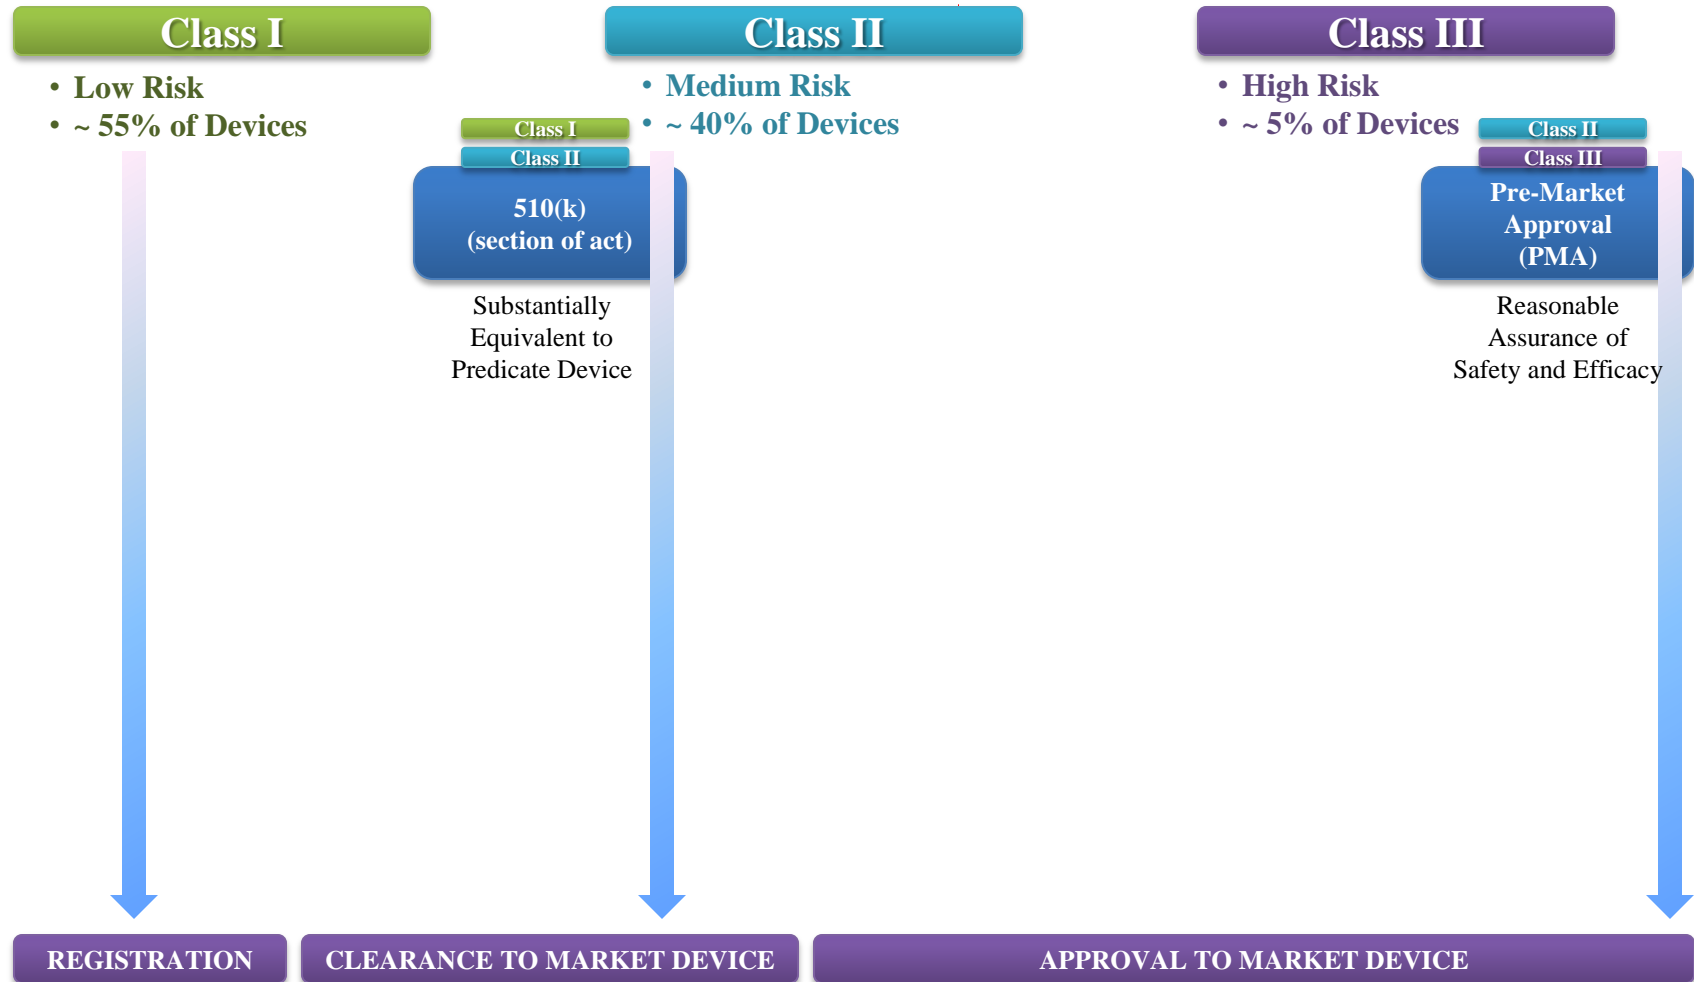 Class I
• Low Risk
• ~ 55% of Devices
Class II
• Medium Risk
• ~ 40% of Devices
Class III
• High Risk
• ~ 5% of Devices
Class I
Class II
510(k)
(section of act)
Substantially
Equivalent to
Predicate Device
Class II
Class III
Pre-Market
Approval
(PMA)
Reasonable
Assurance of
Safety and Efficacy
REGISTRATION
CLEARANCE TO MARKET DEVICE
APPROVAL TO MARKET DEVICE